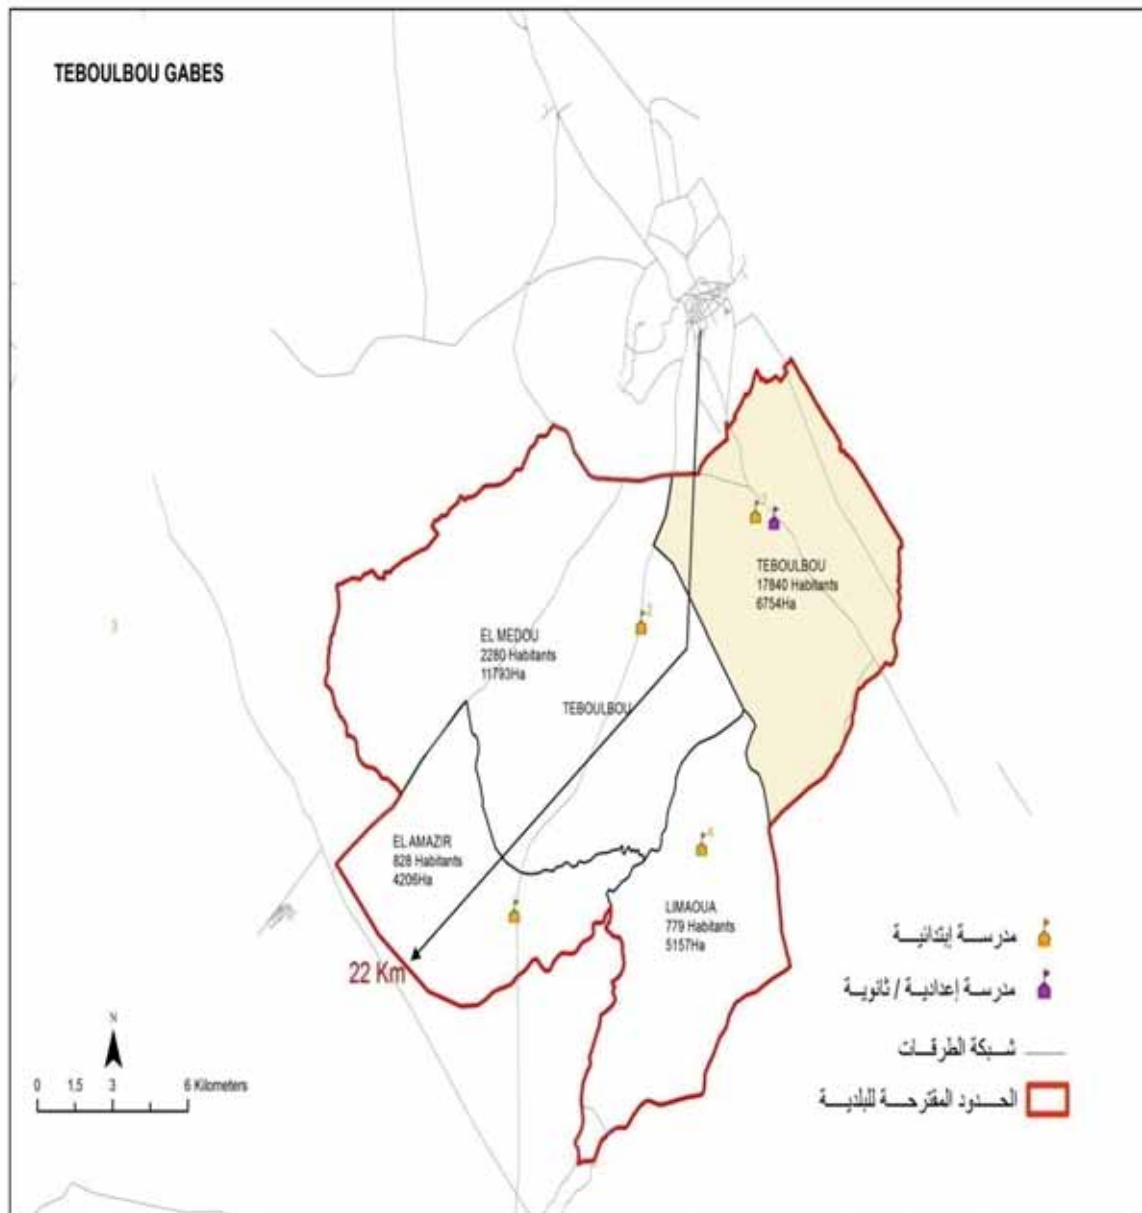 TEBOULBOU GABES
TEBOULBOU
17840 Habitants
6754Ha
EL MEDOU
2280 Habitants
11793Ha
TEBOULBOU
EL AMAZIR
828 Habitants
4206Ha
LIMAOUA
779 Habitants
5157Ha
4
22 Km
N
0 1.5 3 6 Kilometers
مدرسة إبتدائية
مدرسة إعدادية / ثانوية
شبكة الطرقات
الحدود المقترحة للبلدية